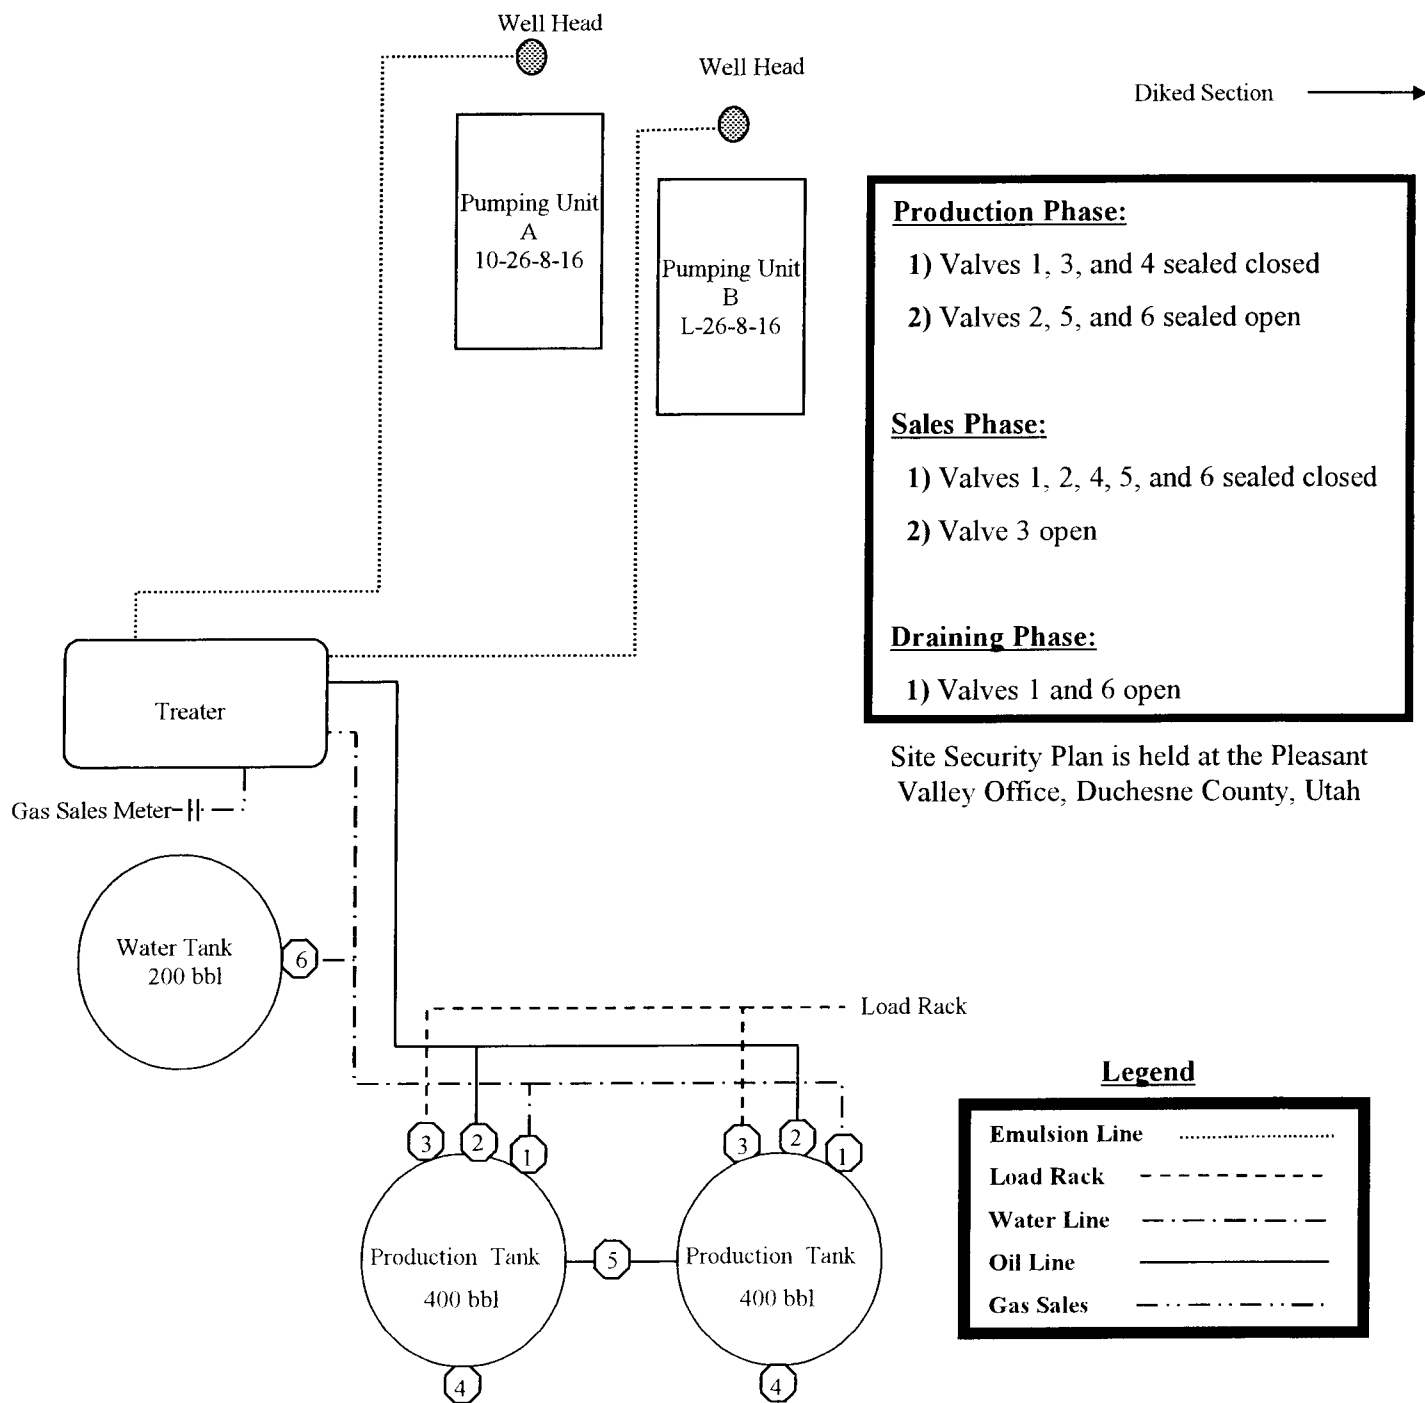 Well Head
Well Head
Diked Section
Pumping Unit
A
10-26-8-16
Pumping Unit
B
L-26-8-16
Production Phase:
1) Valves 1, 3, and 4 sealed closed
2) Valves 2, 5, and 6 sealed open
Sales Phase:
1) Valves 1, 2, 4, 5, and 6 sealed closed
2) Valve 3 open
Draining Phase:
1) Valves 1 and 6 open
Site Security Plan is held at the Pleasant
Valley Office, Duchesne County, Utah
Treater
Gas Sales Meter
Water Tank
200 bbl
6
Load Rack
3
2
1
3
2
1
Production Tank
400 bbl
5
Production Tank
400 bbl
4
4
Legend
Emulsion Line
Load Rack
Water Line
Oil Line
Gas Sales